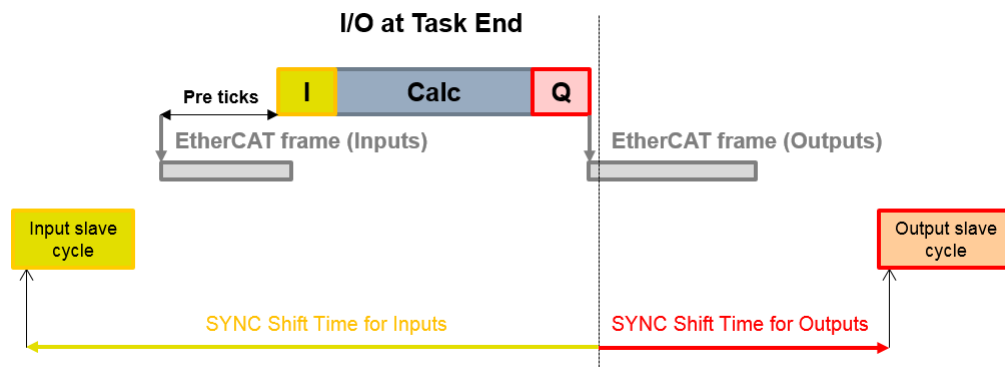 I/O at Task End
I
Calc
Q
Pre ticks
EtherCAT frame (Inputs)
EtherCAT frame (Outputs)
Input slave
cycle
Output slave
cycle
SYNC Shift Time for Inputs
SYNC Shift Time for Outputs